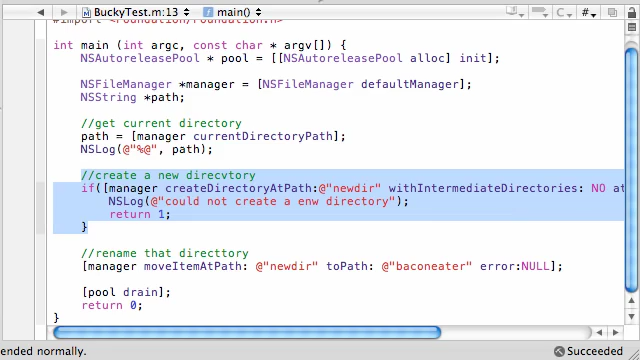 BuckyTest.m:13 main()
#import <Foundation/Foundation.h>
int main (int argc, const char * argv[]) {
NSAutoreleasePool * pool = [[NSAutoreleasePool alloc] init];
NSFileManager *manager = [NSFileManager defaultManager];
NSString *path;
//get current directory
path = [manager currentDirectoryPath];
NSLog(@"%@", path);
//create a new direcvtory
if([manager createDirectoryAtPath:@"newdir" withIntermediateDirectories: NO at
NSLog(@"could not create a enw directory");
return 1;
}
//rename that directtory
[manager moveItemAtPath: @"newdir" toPath: @"baconeater" error:NULL];
[pool drain];
return 0;
}
ended normally.
Succeeded